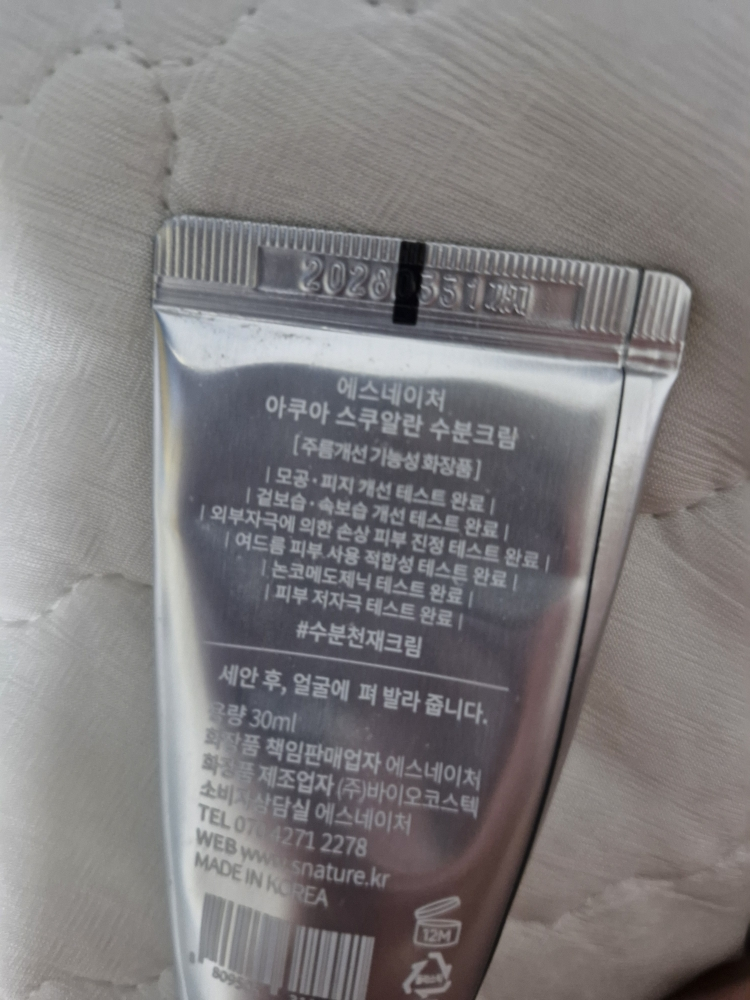 에스네이처
아쿠아 스쿠알란 수분크림
[주름개선 기능성 화장품]
| 모공·피지 개선 테스트 완료 |
| 겉보습·속보습 개선 테스트 완료 |
| 외부자극에 의한 손상 피부 진정 테스트 완료 |
| 여드름 피부 사용 적합성 테스트 완료 |
| 논코메도제닉 테스트 완료 |
| 피부 저자극 테스트 완료 |
#수분천재크림
세안 후, 얼굴에 펴 발라 줍니다.
용량 30ml
화장품 책임판매업자 에스네이처
화장품 제조업자 (주)바이오코스텍
소비자상담실 에스네이처
TEL 070 4271 2278
WEB www.snature.kr
MADE IN KOREA
12M